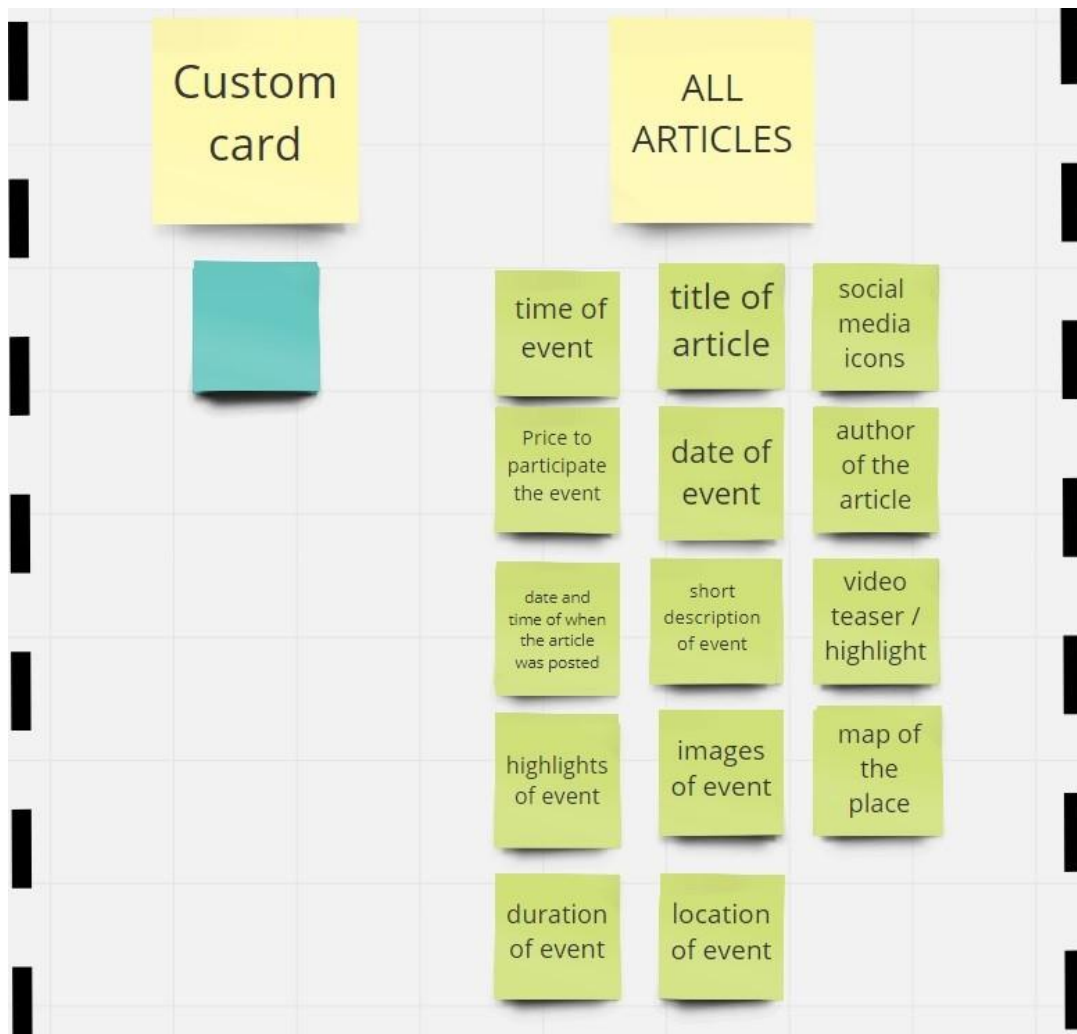 Custom
card
ALL
ARTICLES
time of
event
title of
article
social
media
icons
Price to
participate
the event
date of
event
author
of the
article
date and
time of when
the article
was posted
short
description
of event
video
teaser /
highlight
highlights
of event
images
of event
map of
the
place
duration
of event
location
of event